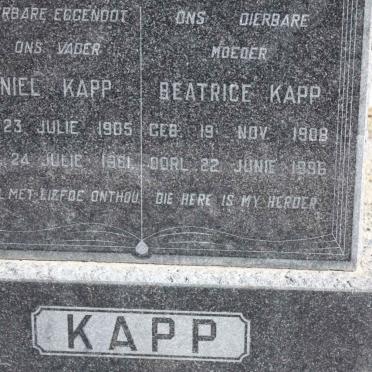 RBARE EGGENOOT
ONS VADER
NIEL KAPP
23 JULIE 1905
24 JULIE 1961
MET LIEFDE ONTHOU
ONS DIERBARE
MOEDER
BEATRICE KAPP
GEB. 19 NOV. 1908
OORL. 22 JUNIE 1996
DIE HERE IS MY HERDER
KAPP